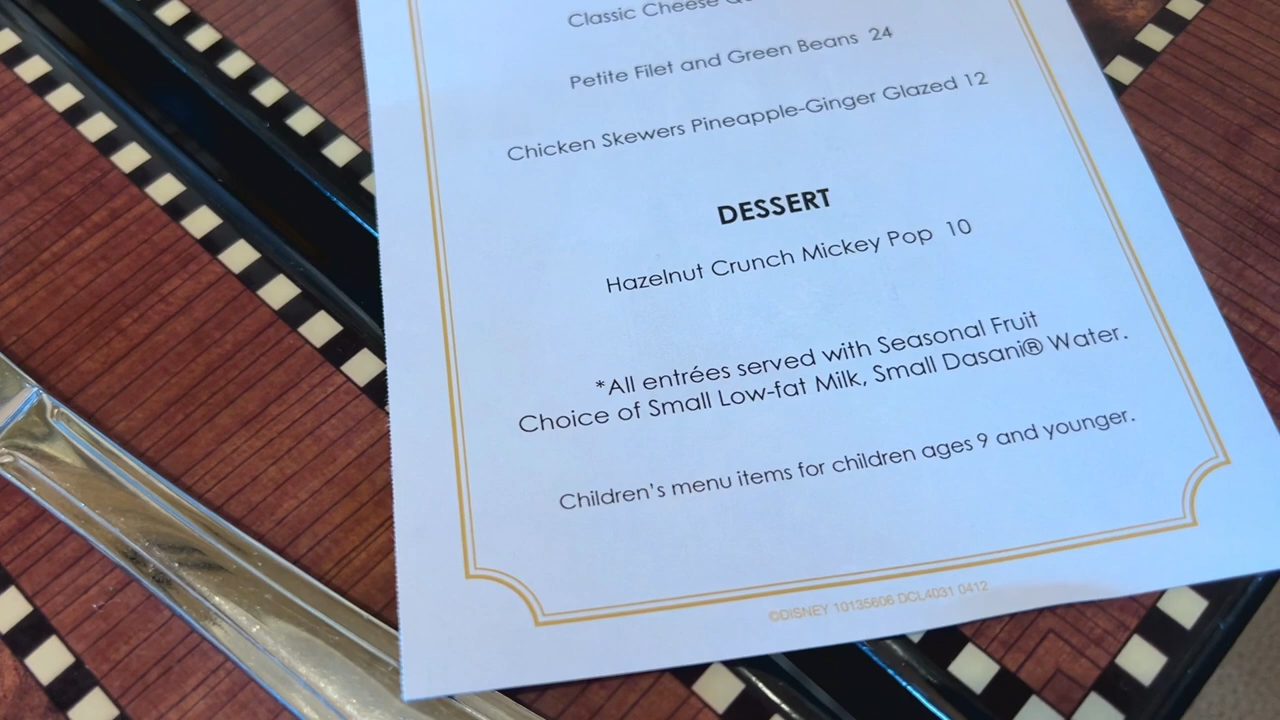 Classic Cheese
Petite Filet and Green Beans 24
Chicken Skewers Pineapple-Ginger Glazed 12
DESSERT
Hazelnut Crunch Mickey Pop 10
*All entrées served with Seasonal Fruit
Choice of Small Low-fat Milk, Small Dasani® Water.
Children's menu items for children ages 9 and younger.
©DISNEY 10135606 DCL4031 0412